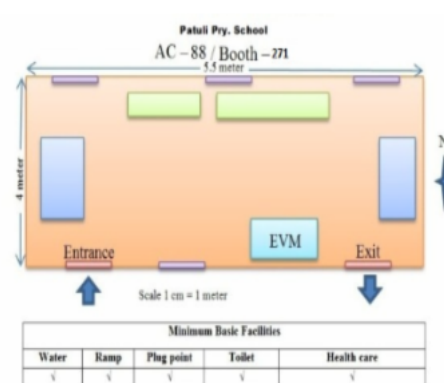 Patuli Pry. School
AC – 88 / Booth – 271
5.5 meter
4 meter
N
EVM
Entrance
Exit
Scale 1 cm = 1 meter
Minimum Basic Facilities
Water Ramp Plug point Toilet Health care
√ √ √ √ √